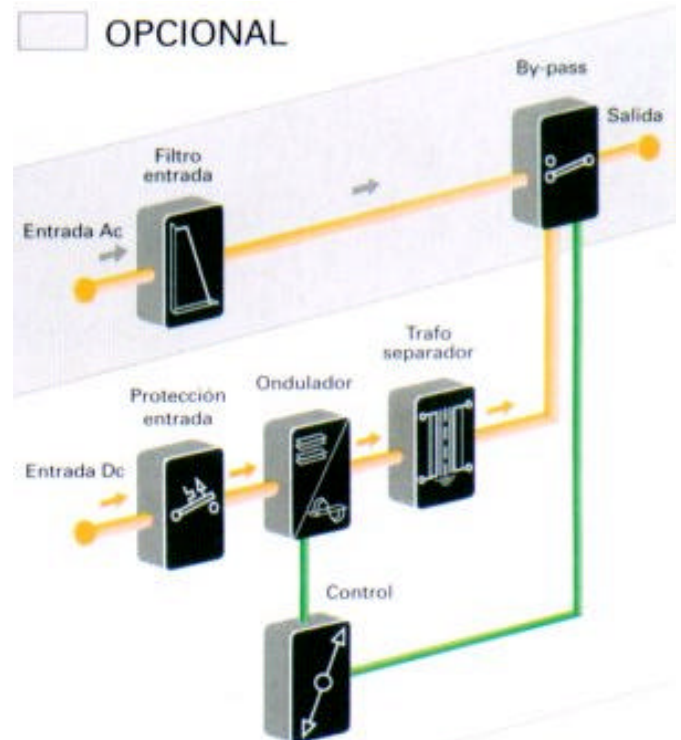 OPCIONAL
By-pass
Salida
Filtro
entrada
Entrada Ac
Trafo
separador
Ondulador
Protección
entrada
Entrada Dc
Control